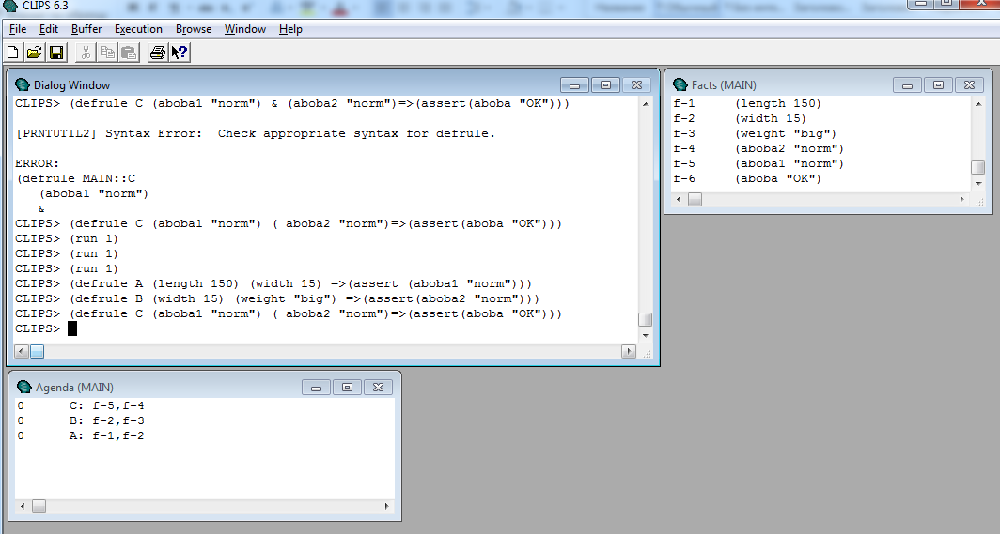 CLIPS 6.3
File Edit Buffer Execution Browse Window Help
Dialog Window
CLIPS> (defrule C (aboba1 "norm") & (aboba2 "norm")=>(assert(aboba "OK")))
[PRNTUTIL2] Syntax Error:  Check appropriate syntax for defrule.
ERROR:
(defrule MAIN::C
   (aboba1 "norm")
   &
CLIPS> (defrule C (aboba1 "norm") ( aboba2 "norm")=>(assert(aboba "OK")))
CLIPS> (run 1)
CLIPS> (run 1)
CLIPS> (run 1)
CLIPS> (defrule A (length 150) (width 15) =>(assert (aboba1 "norm")))
CLIPS> (defrule B (width 15) (weight "big") =>(assert(aboba2 "norm")))
CLIPS> (defrule C (aboba1 "norm") ( aboba2 "norm")=>(assert(aboba "OK")))
CLIPS>
Facts (MAIN)
f-1     (length 150)
f-2     (width 15)
f-3     (weight "big")
f-4     (aboba2 "norm")
f-5     (aboba1 "norm")
f-6     (aboba "OK")
Agenda (MAIN)
0      C: f-5,f-4
0      B: f-2,f-3
0      A: f-1,f-2